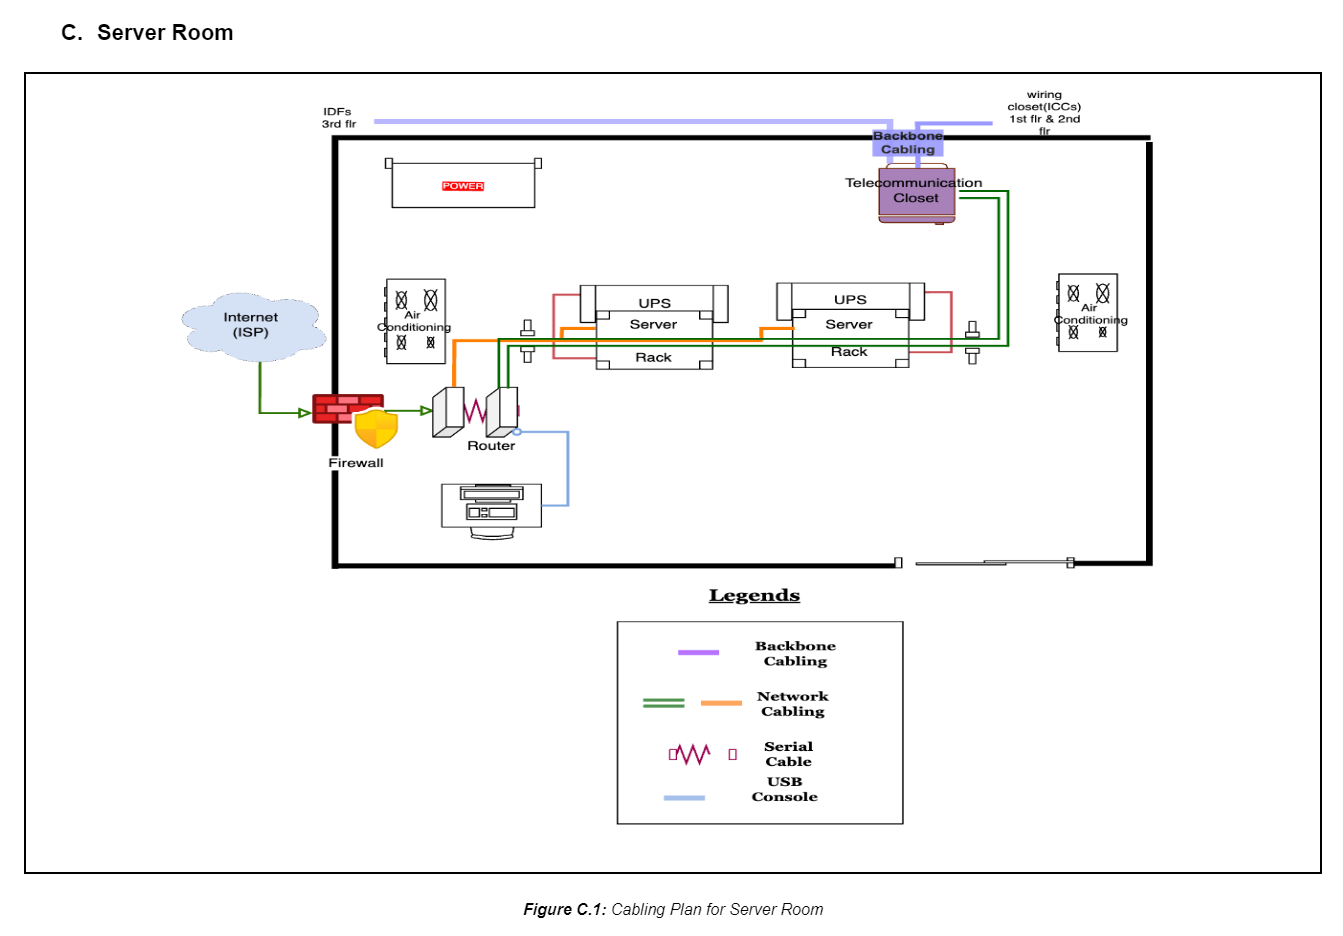 C. Server Room
IDFs
3rd flr
wiring
closet(ICCs)
1st flr & 2nd
flr
Backbone
Cabling
POWER
Telecommunication
Closet
Internet
(ISP)
Air
Conditioning
UPS
Server
Rack
UPS
Server
Rack
Air
Conditioning
Router
Firewall
Legends
Backbone
Cabling
Network
Cabling
Serial
Cable
USB
Console
Figure C.1: Cabling Plan for Server Room